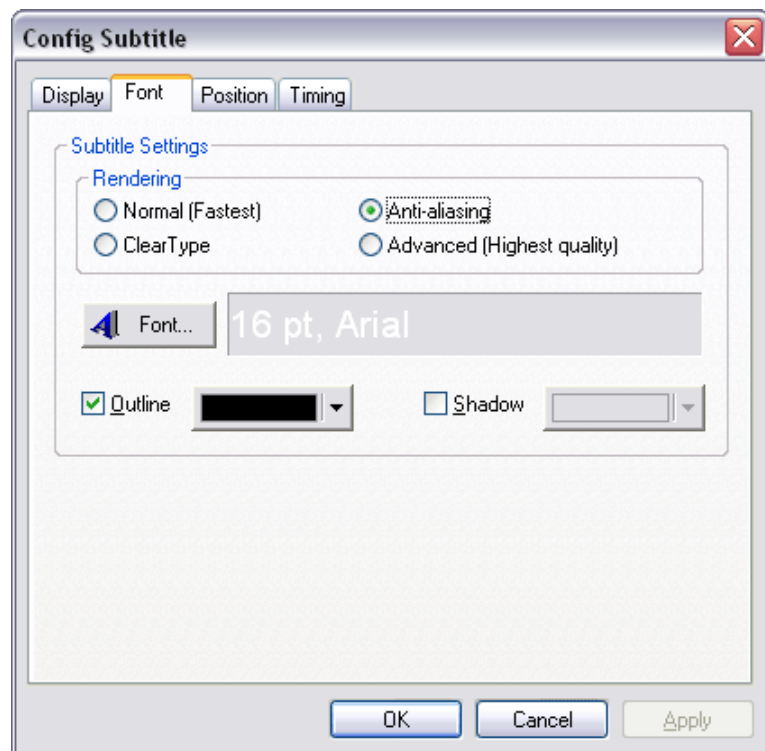 Config Subtitle
Display Font Position Timing
Subtitle Settings
Rendering
Normal (Fastest) Anti-aliasing
ClearType Advanced (Highest quality)
Font... 16 pt, Arial
Outline Shadow
OK Cancel Apply